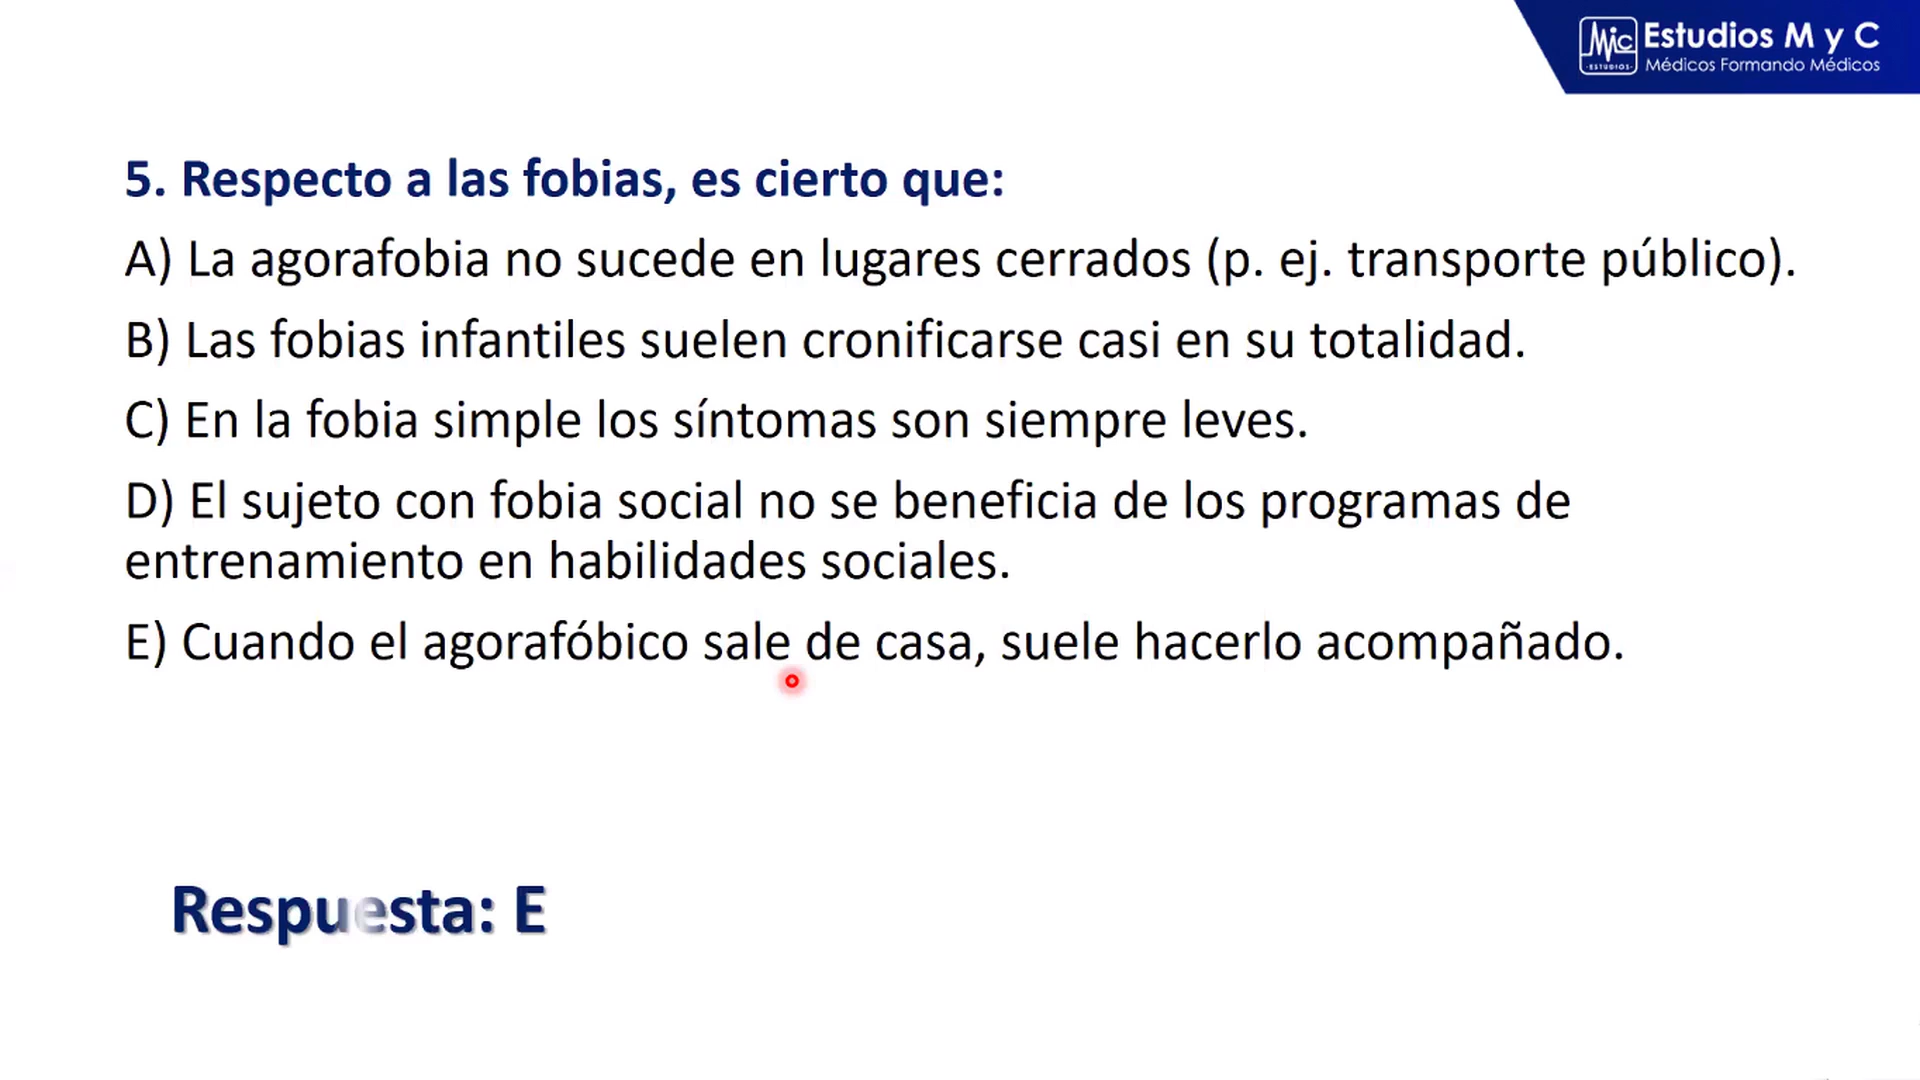 Mic
ESTUDIOS
Estudios M y C
Médicos Formando Médicos
5. Respecto a las fobias, es cierto que:
A) La agorafobia no sucede en lugares cerrados (p. ej. transporte público).
B) Las fobias infantiles suelen cronificarse casi en su totalidad.
C) En la fobia simple los síntomas son siempre leves.
D) El sujeto con fobia social no se beneficia de los programas de
entrenamiento en habilidades sociales.
E) Cuando el agorafóbico sale de casa, suele hacerlo acompañado.
Respuesta: E